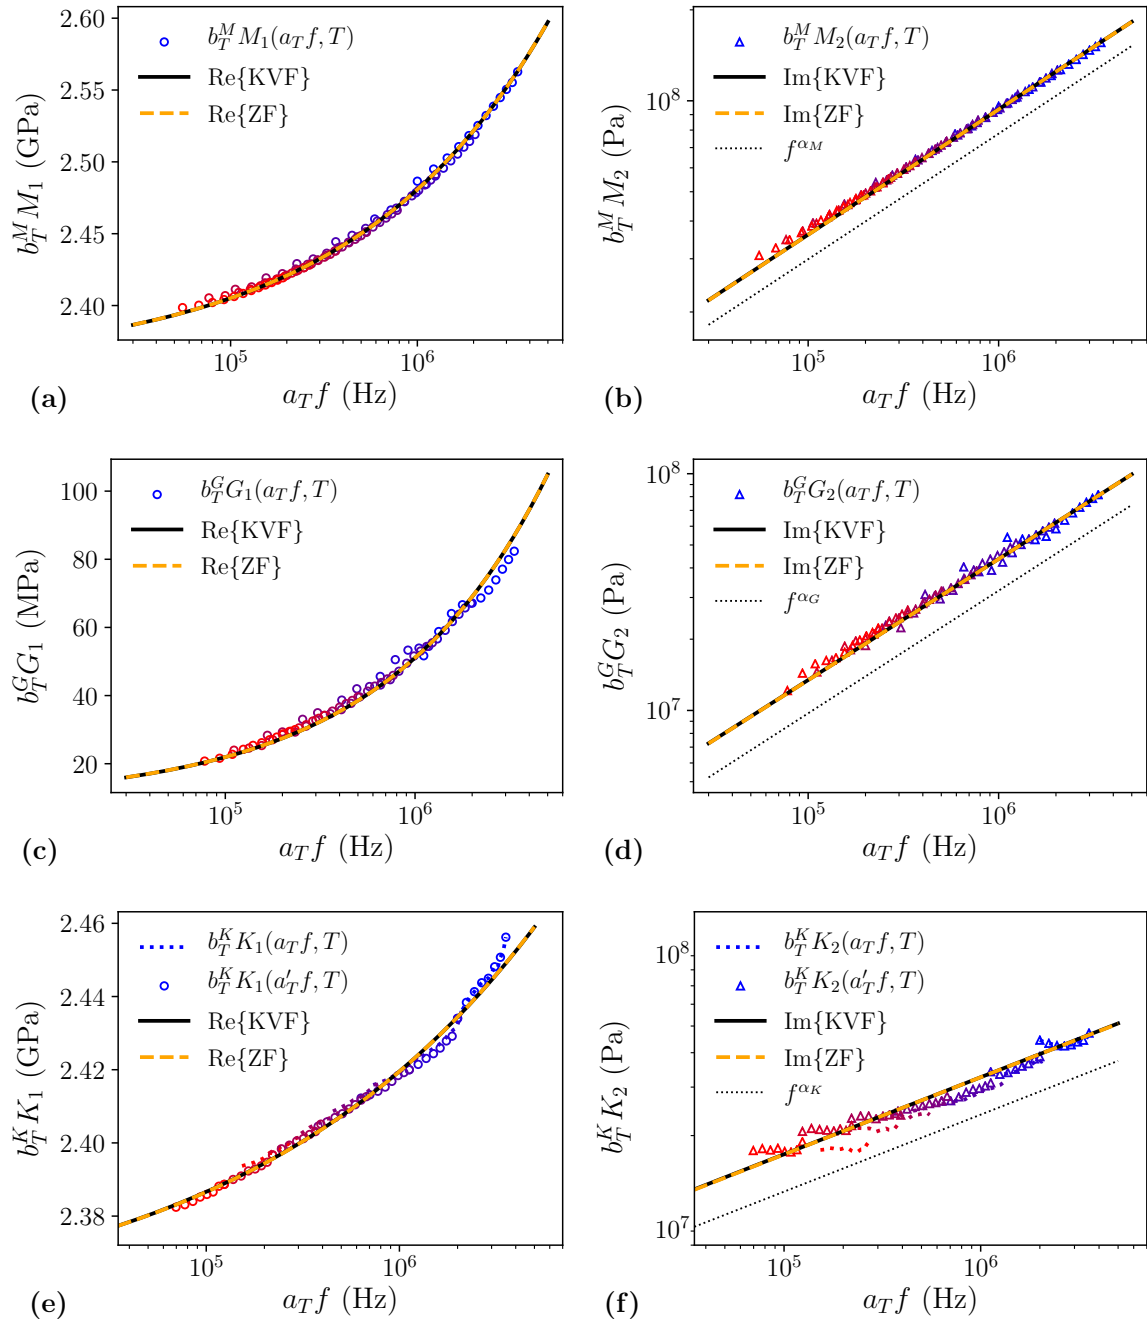 2.60
2.55
2.50
2.45
2.40
b_T^M M_1 (GPa)
b_T^M M_1(a_T f, T)
Re{KVF}
Re{ZF}
10^5
10^6
a_T f (Hz)
(a)
10^8
b_T^M M_2 (Pa)
b_T^M M_2(a_T f, T)
Im{KVF}
Im{ZF}
f^{α_M}
10^5
10^6
a_T f (Hz)
(b)
100
80
60
40
20
b_T^G G_1 (MPa)
b_T^G G_1(a_T f, T)
Re{KVF}
Re{ZF}
10^5
10^6
a_T f (Hz)
(c)
10^8
10^7
b_T^G G_2 (Pa)
b_T^G G_2(a_T f, T)
Im{KVF}
Im{ZF}
f^{α_G}
10^5
10^6
a_T f (Hz)
(d)
2.46
2.44
2.42
2.40
2.38
b_T^K K_1 (GPa)
b_T^K K_1(a_T f, T)
b_T^K K_1(a'_T f, T)
Re{KVF}
Re{ZF}
10^5
10^6
a_T f (Hz)
(e)
10^8
10^7
b_T^K K_2 (Pa)
b_T^K K_2(a_T f, T)
b_T^K K_2(a'_T f, T)
Im{KVF}
Im{ZF}
f^{α_K}
10^5
10^6
a_T f (Hz)
(f)